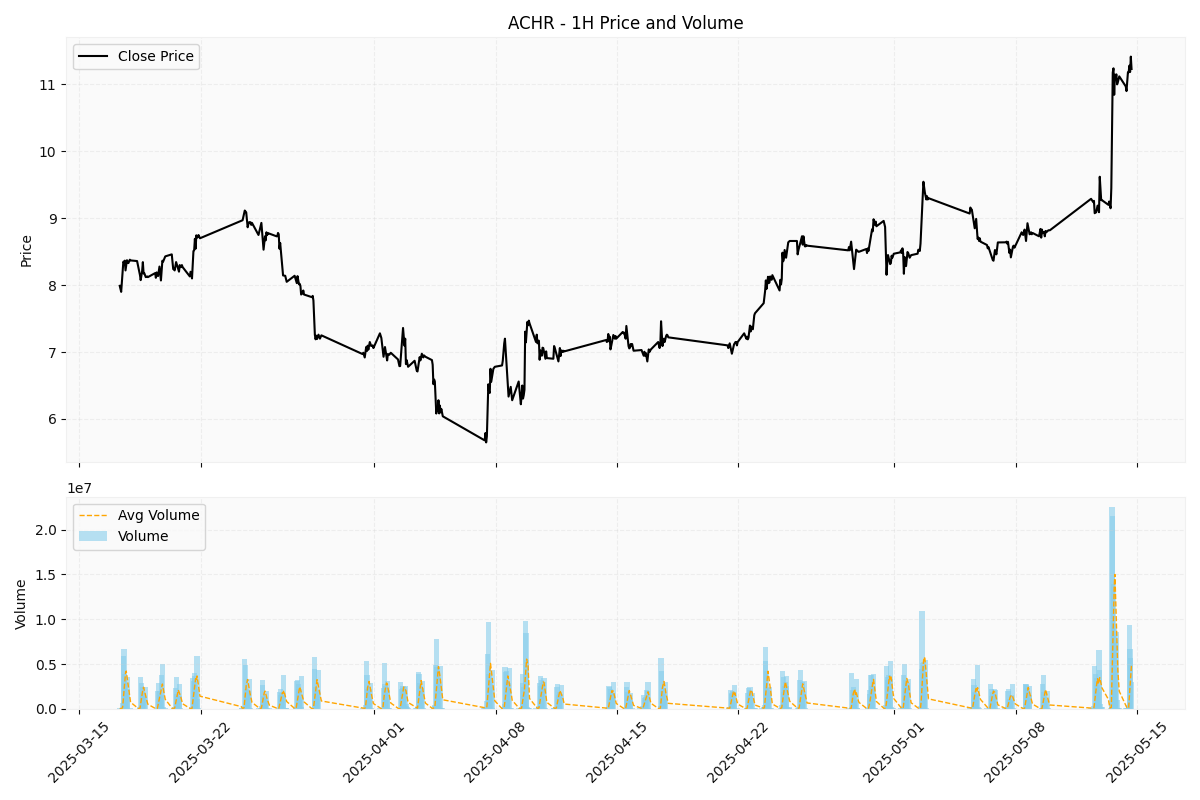 ACHR - 1H Price and Volume
Close Price
Price
11
10
9
8
7
6
1e7
Avg Volume
Volume
Volume
2.0
1.5
1.0
0.5
0.0
2025-03-15
2025-03-22
2025-04-01
2025-04-08
2025-04-15
2025-04-22
2025-05-01
2025-05-08
2025-05-15